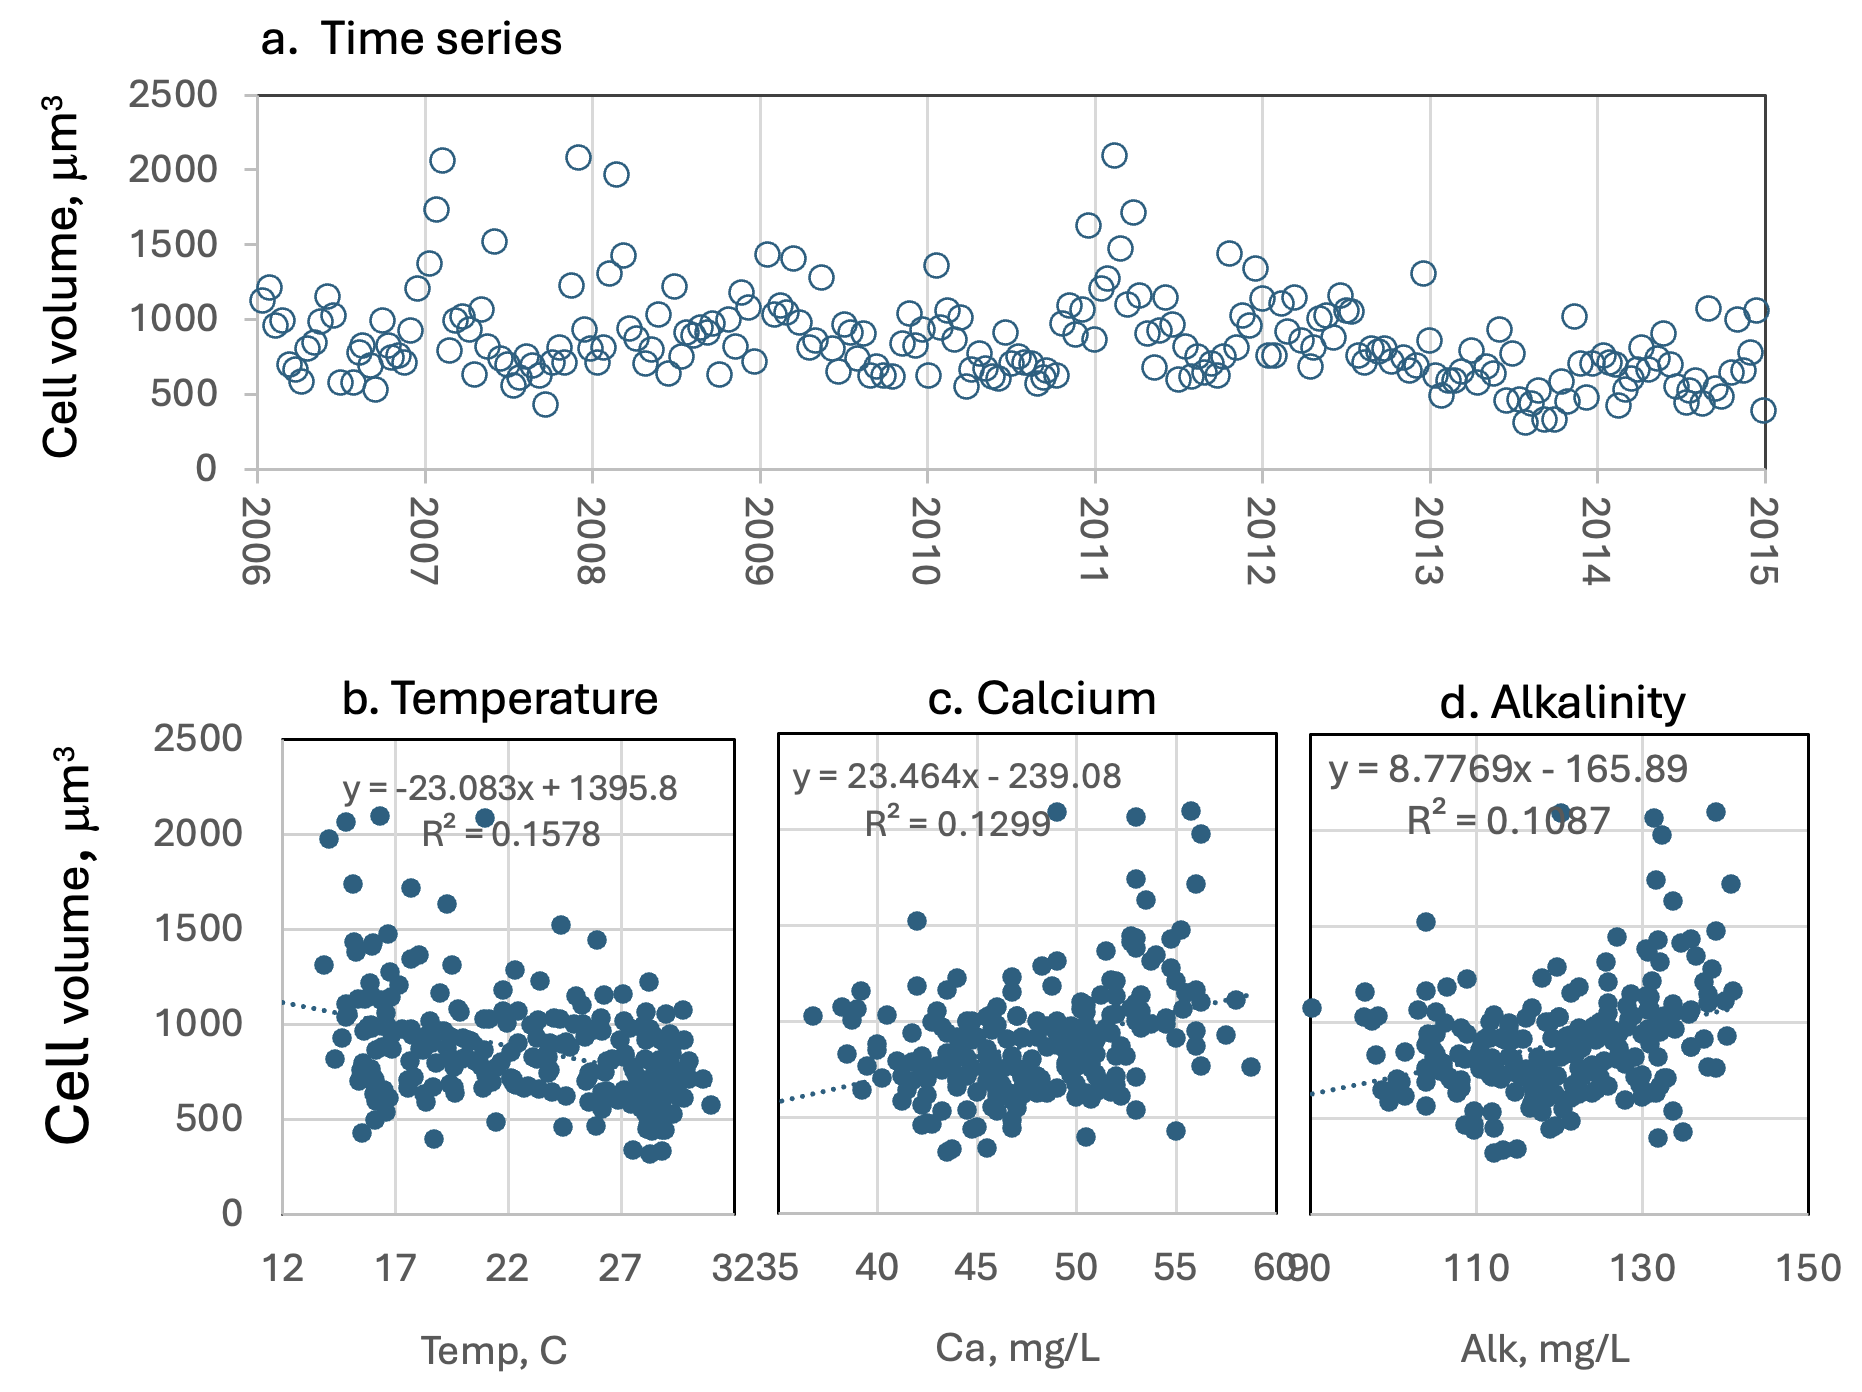 a. Time series
Cell volume, μm³
2500
2000
1500
1000
500
0
2006
2007
2008
2009
2010
2011
2012
2013
2014
2015
b. Temperature
c. Calcium
d. Alkalinity
Cell volume, μm³
2500
2000
1500
1000
500
0
y = -23.083x + 1395.8
R² = 0.1578
y = 23.464x - 239.08
R² = 0.1299
y = 8.7769x - 165.89
R² = 0.1087
12 17 22 27 32
35 40 45 50 55 60
90 110 130 150
Temp, C
Ca, mg/L
Alk, mg/L